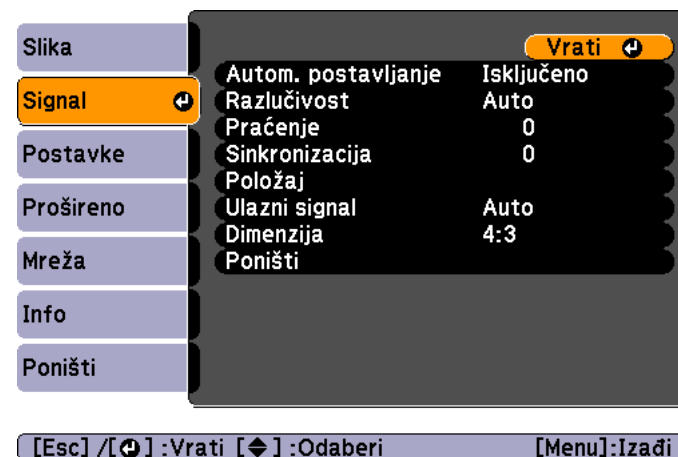 Slika
Signal
Postavke
Prošireno
Mreža
Info
Poništi
Vrati
Autom. postavljanje Isključeno
Razlučivost Auto
Praćenje 0
Sinkronizacija 0
Položaj
Ulazni signal Auto
Dimenzija 4:3
Poništi
[Esc] /[ ] :Vrati [ ] :Odaberi [Menu]:Izađi